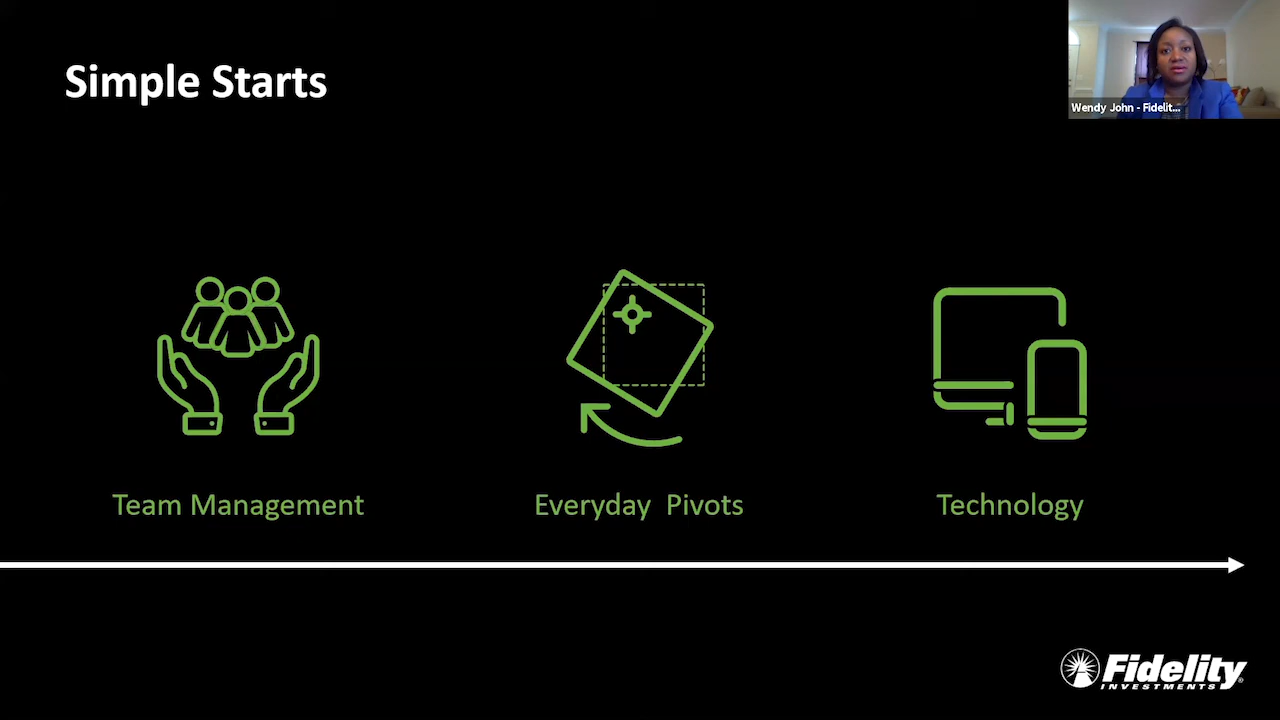 Simple Starts
Wendy John - Fidelit...
Team Management
Everyday Pivots
Technology
Fidelity
INVESTMENTS